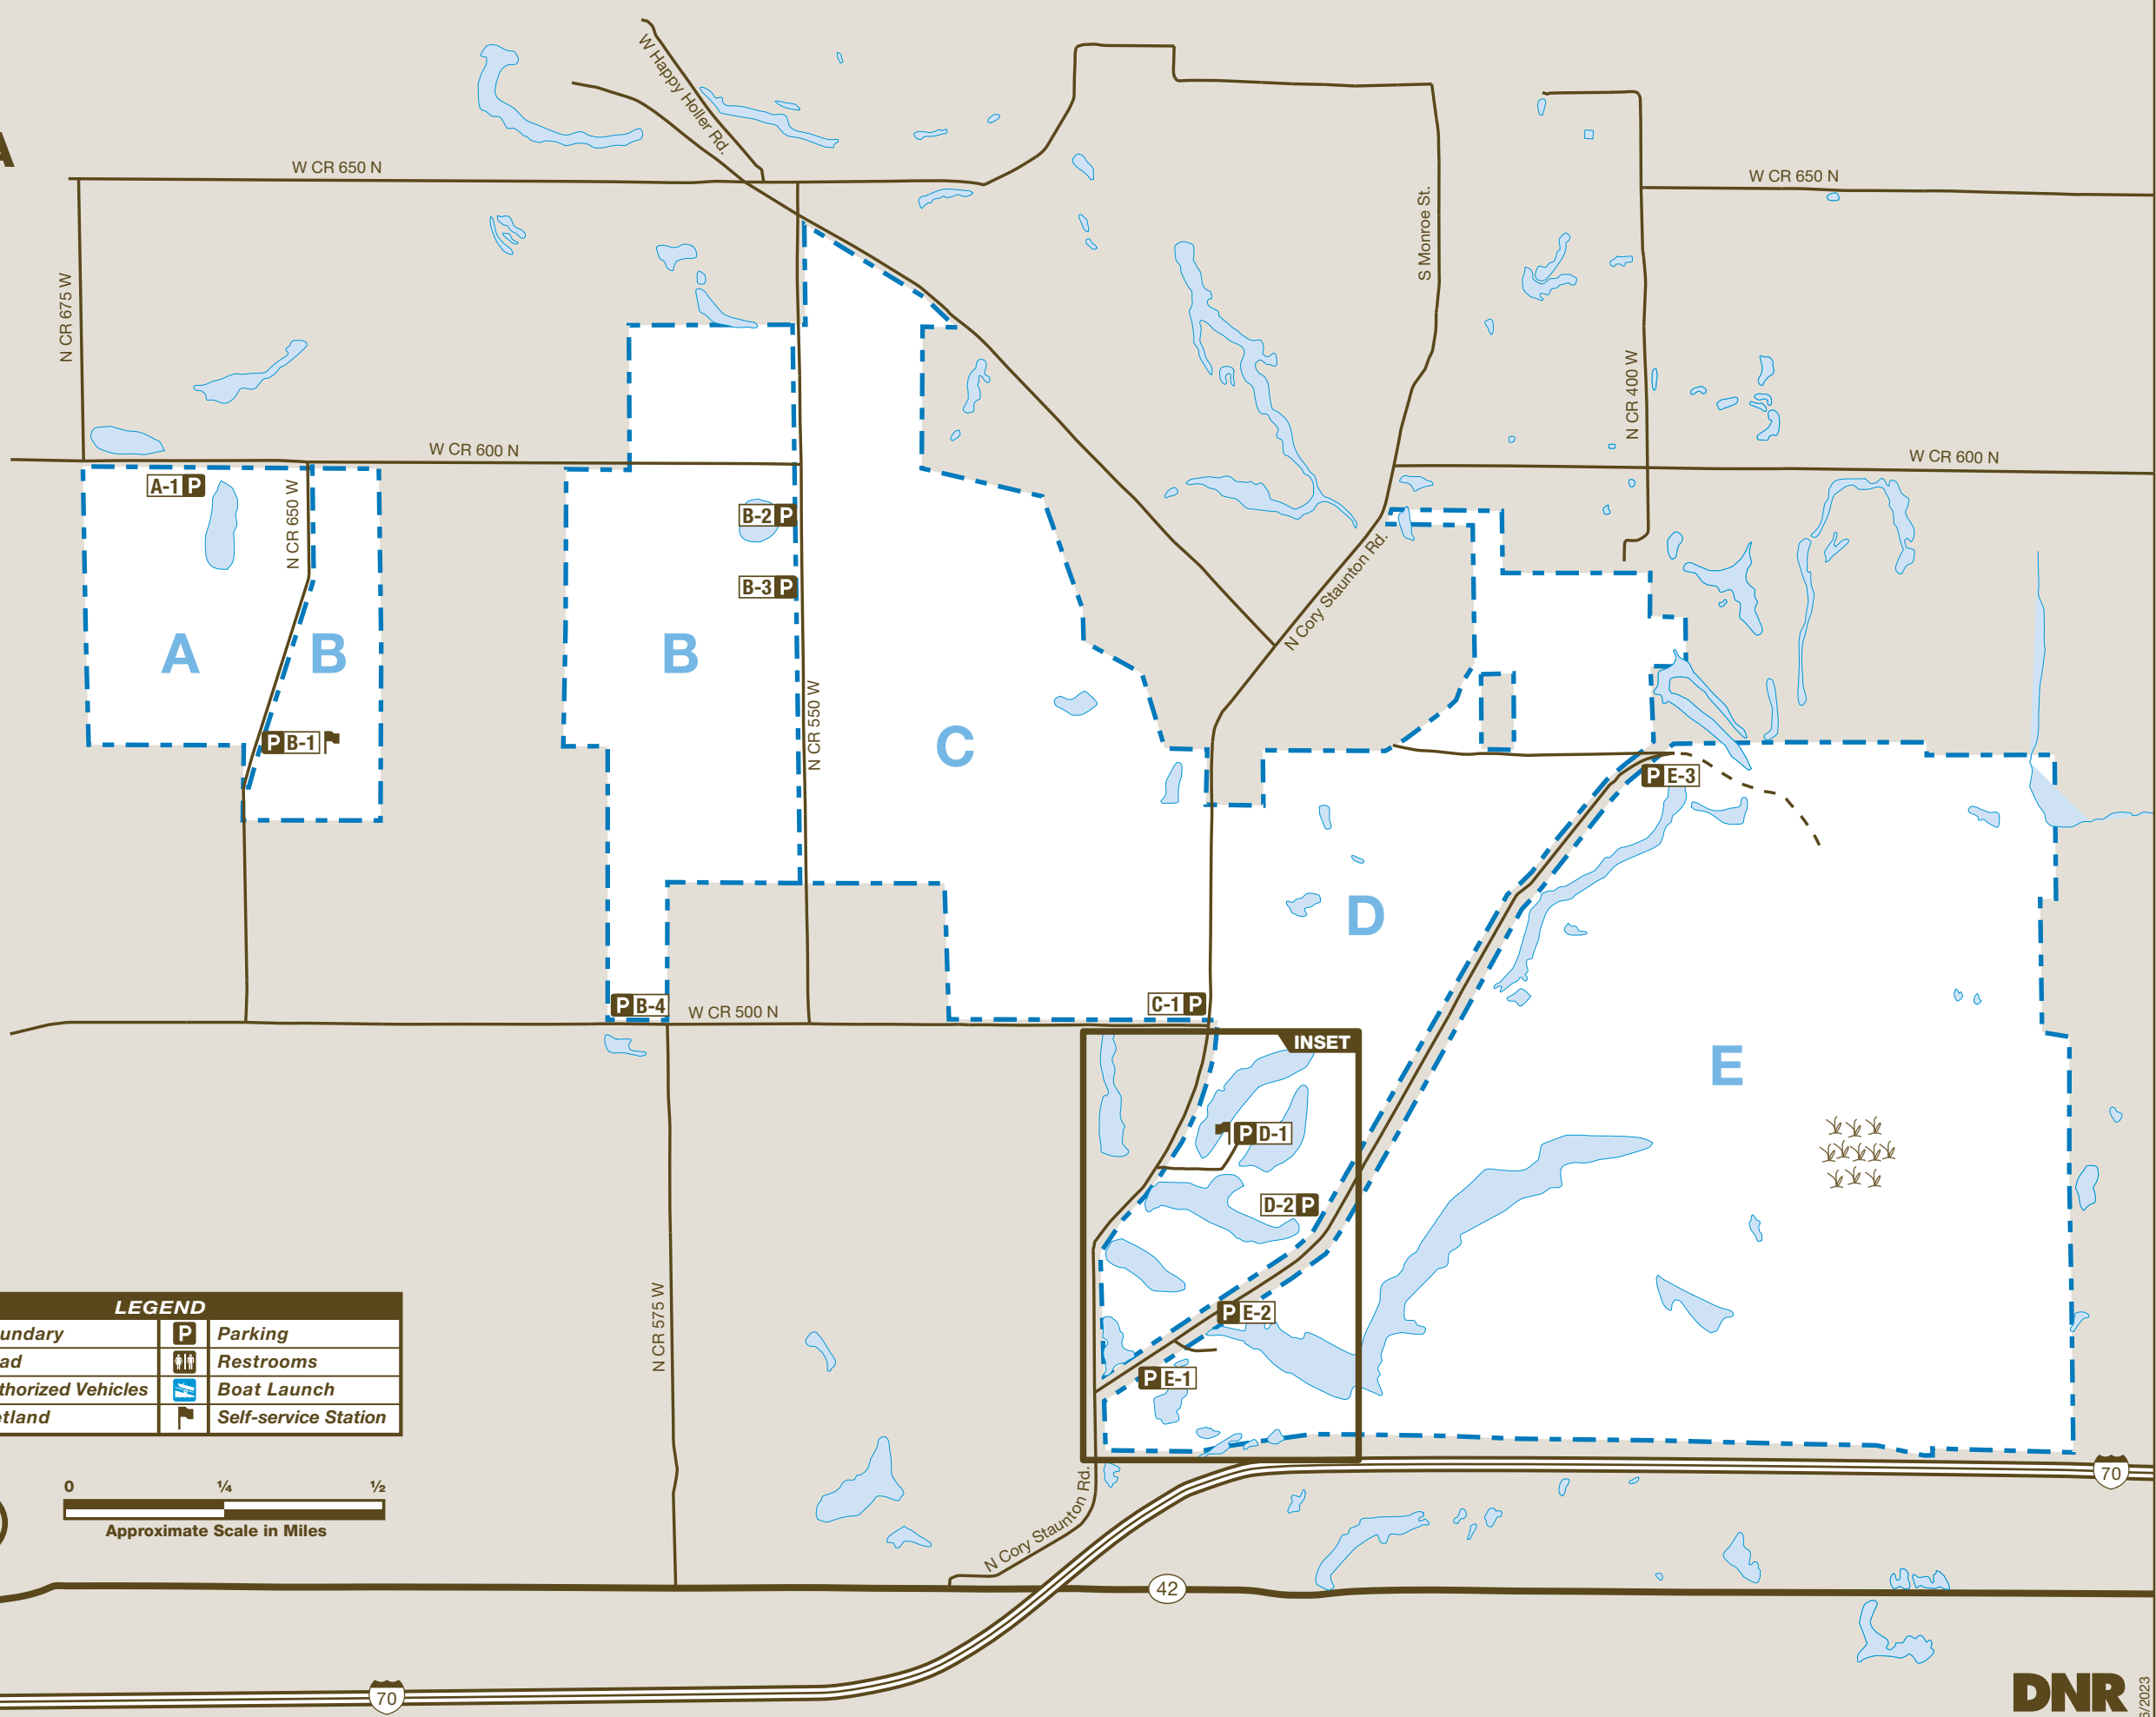 W Happy Holler Rd.
W CR 650 N
W CR 650 N
S Monroe St.
N CR 675 W
N CR 400 W
W CR 600 N
W CR 600 N
A-1 P
N CR 650 W
B-2 P
B-3 P
N Cory Staunton Rd.
A
B
B
N CR 550 W
P B-1
C
P E-3
D
P B-4
W CR 500 N
C-1 P
INSET
E
P D-1
D-2 P
N CR 575 W
P E-2
P E-1
LEGEND
undary
P
Parking
ad
Restrooms
thorized Vehicles
Boat Launch
etland
Self-service Station
0 ¼ ½
Approximate Scale in Miles
N Cory Staunton Rd.
70
42
70
DNR
/2023